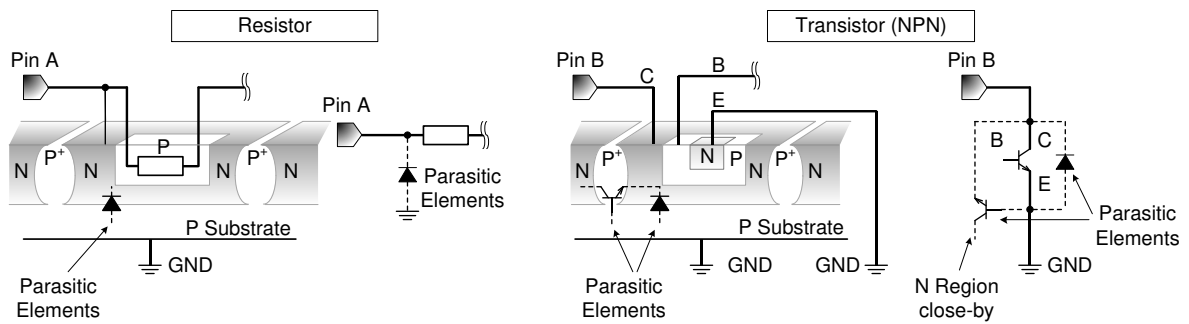 Resistor
Pin A
N
P+
N
P
N
P+
N
P Substrate
GND
Parasitic
Elements
Pin A
Parasitic
Elements
Transistor (NPN)
Pin B
C
B
E
N
P+
N
N
P
N
P+
N
P Substrate
GND
GND
Parasitic
Elements
Pin B
B
C
E
Parasitic
Elements
GND
N Region
close-by